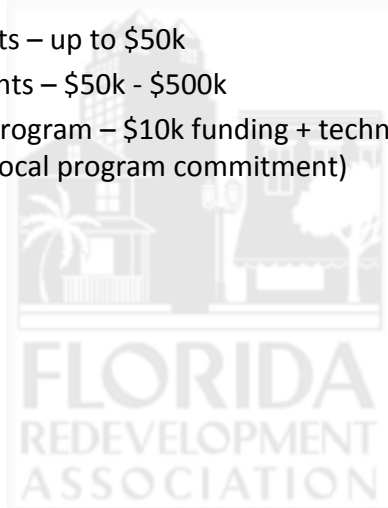 ts – up to $50k
nts – $50k - $500k
rogram – $10k funding + techn
ocal program commitment)
FLORIDA
REDEVELOPMENT
ASSOCIATION